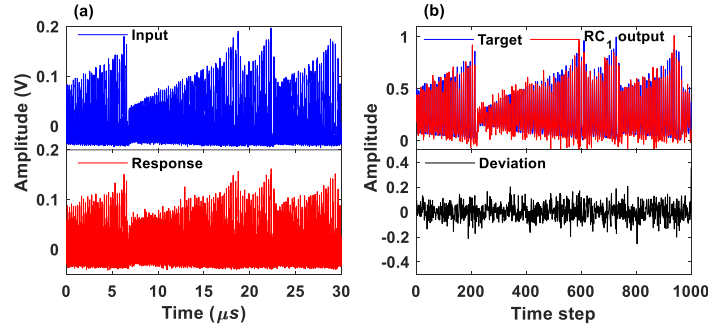 (a)
Input
0.2
0.1
0
Response
0.2
0.1
0
Amplitude (V)
0 5 10 15 20 25 30
Time (μs)
(b)
Target RC1 output
1
0.5
0
Deviation
0.4
0.2
0
-0.2
-0.4
Amplitude
0 200 400 600 800 1000
Time step